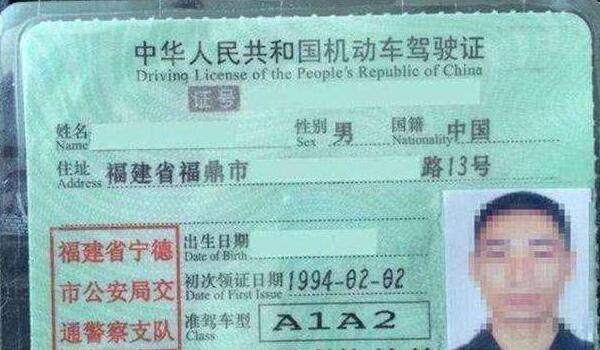 中华人民共和国机动车驾驶证
Driving License of the People's Republic of China
证号
姓名 性别 男 国籍 中国
Name Sex Nationality
住址 福建省福鼎市 路13号
Address
福建省宁德
市公安局交
通警察支队
出生日期
Date of Birth
初次领证日期 1994-02-02
Date of First Issue
准驾车型 A1A2
Class